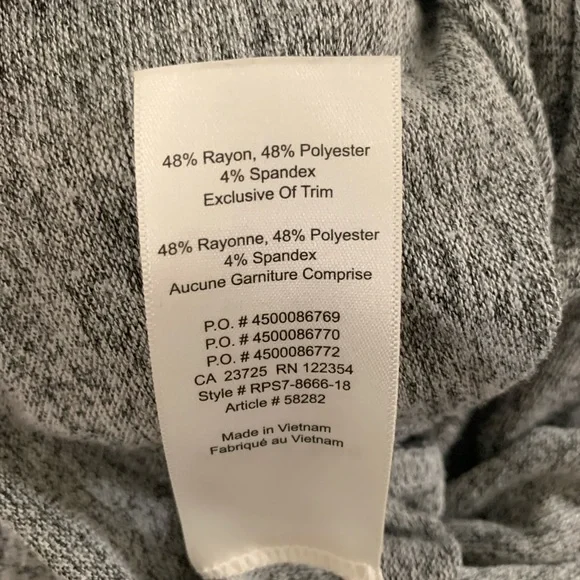 48% Rayon, 48% Polyester
4% Spandex
Exclusive Of Trim
48% Rayonne, 48% Polyester
4% Spandex
Aucune Garniture Comprise
P.O. # 4500086769
P.O. # 4500086770
P.O. # 4500086772
CA 23725 RN 122354
Style # RPS7-8666-18
Article # 58282
Made in Vietnam
Fabriqué au Vietnam